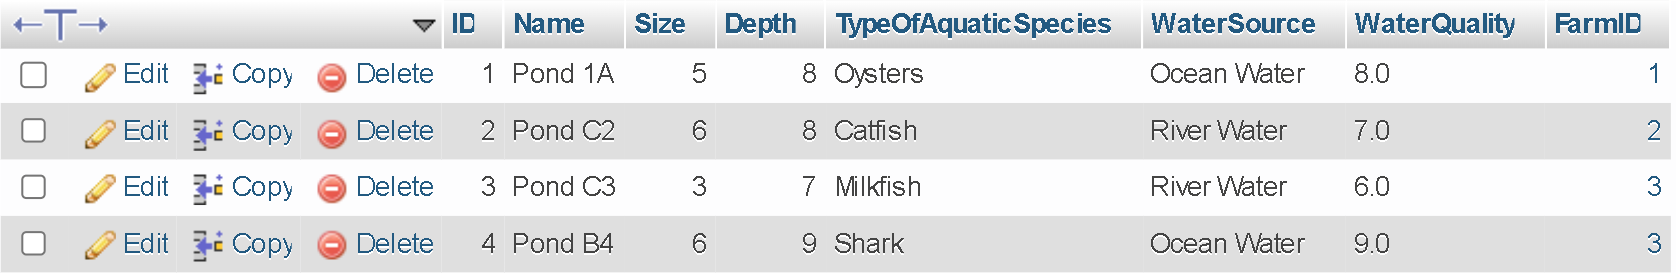 ID Name Size Depth TypeOfAquaticSpecies WaterSource WaterQuality FarmID
Edit Copy Delete 1 Pond 1A 5 8 Oysters Ocean Water 8.0 1
Edit Copy Delete 2 Pond C2 6 8 Catfish River Water 7.0 2
Edit Copy Delete 3 Pond C3 3 7 Milkfish River Water 6.0 3
Edit Copy Delete 4 Pond B4 6 9 Shark Ocean Water 9.0 3